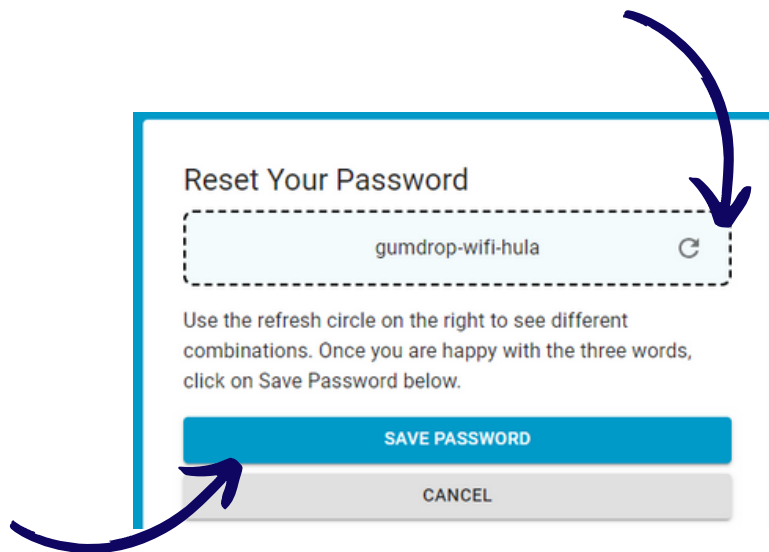 Reset Your Password
gumdrop-wifi-hula
Use the refresh circle on the right to see different
combinations. Once you are happy with the three words,
click on Save Password below.
SAVE PASSWORD
CANCEL